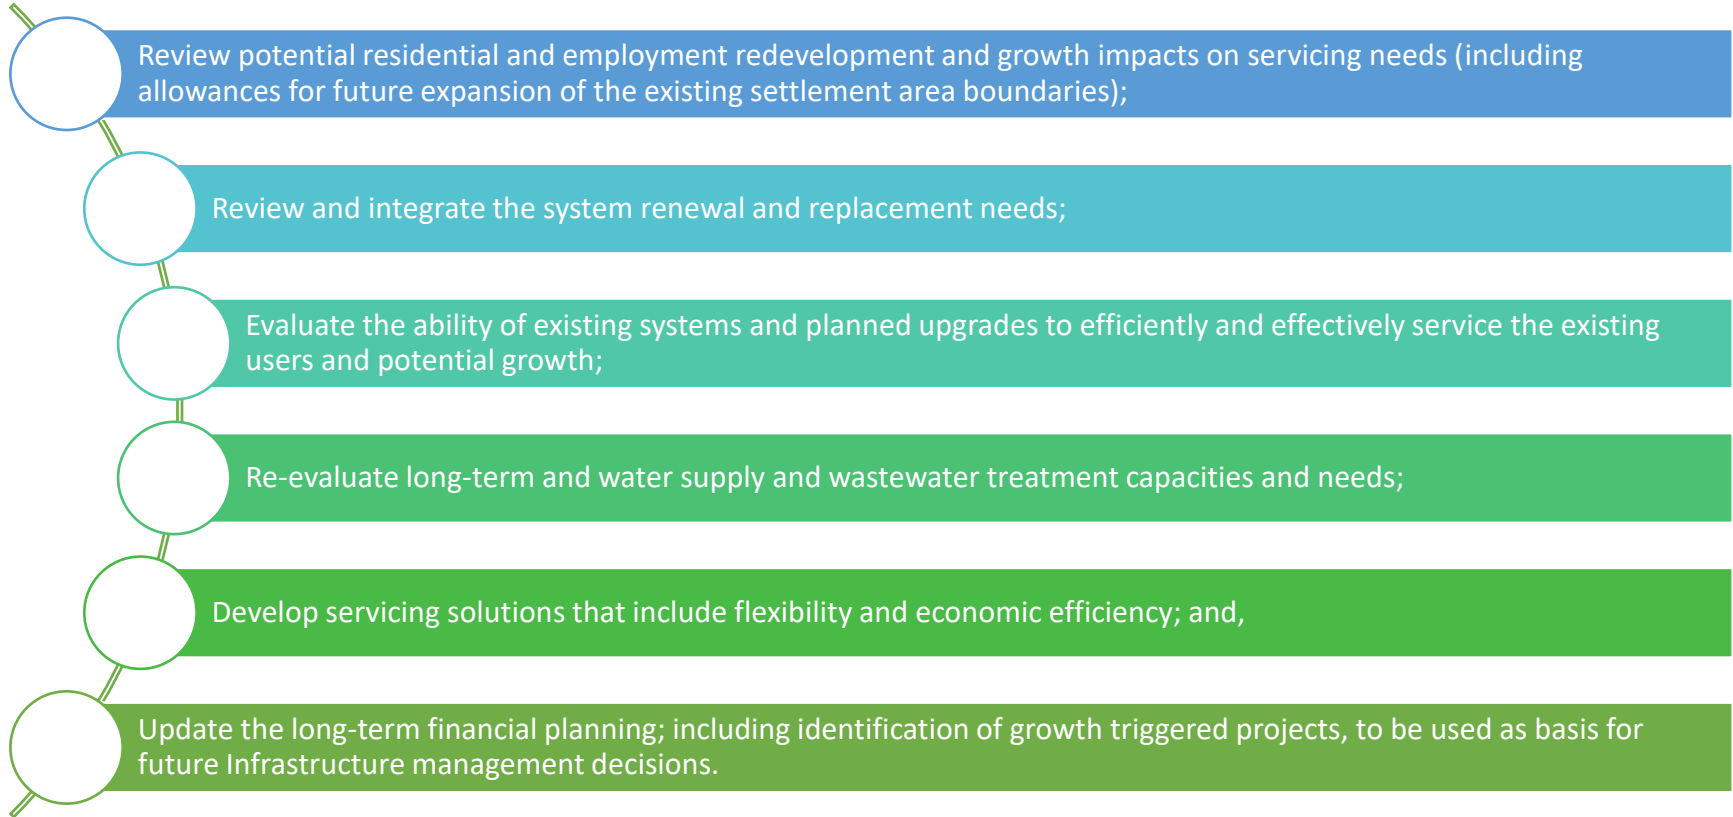 Review potential residential and employment redevelopment and growth impacts on servicing needs (including
allowances for future expansion of the existing settlement area boundaries);
Review and integrate the system renewal and replacement needs;
Evaluate the ability of existing systems and planned upgrades to efficiently and effectively service the existing
users and potential growth;
Re-evaluate long-term and water supply and wastewater treatment capacities and needs;
Develop servicing solutions that include flexibility and economic efficiency; and,
Update the long-term financial planning; including identification of growth triggered projects, to be used as basis for
future Infrastructure management decisions.